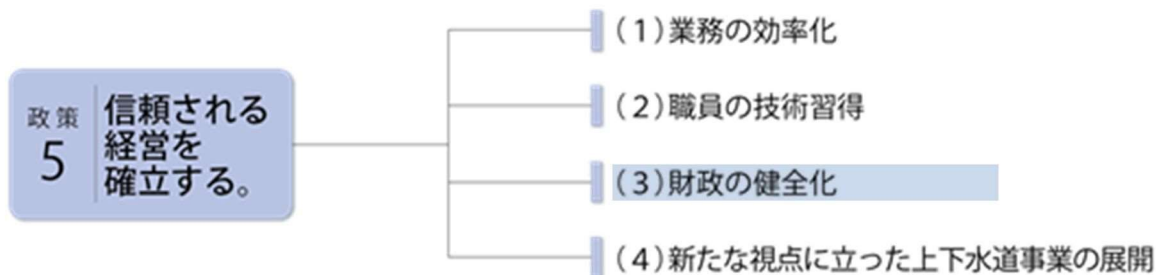 政策
5
信頼される
経営を
確立する。
(1)業務の効率化
(2)職員の技術習得
(3)財政の健全化
(4)新たな視点に立った上下水道事業の展開